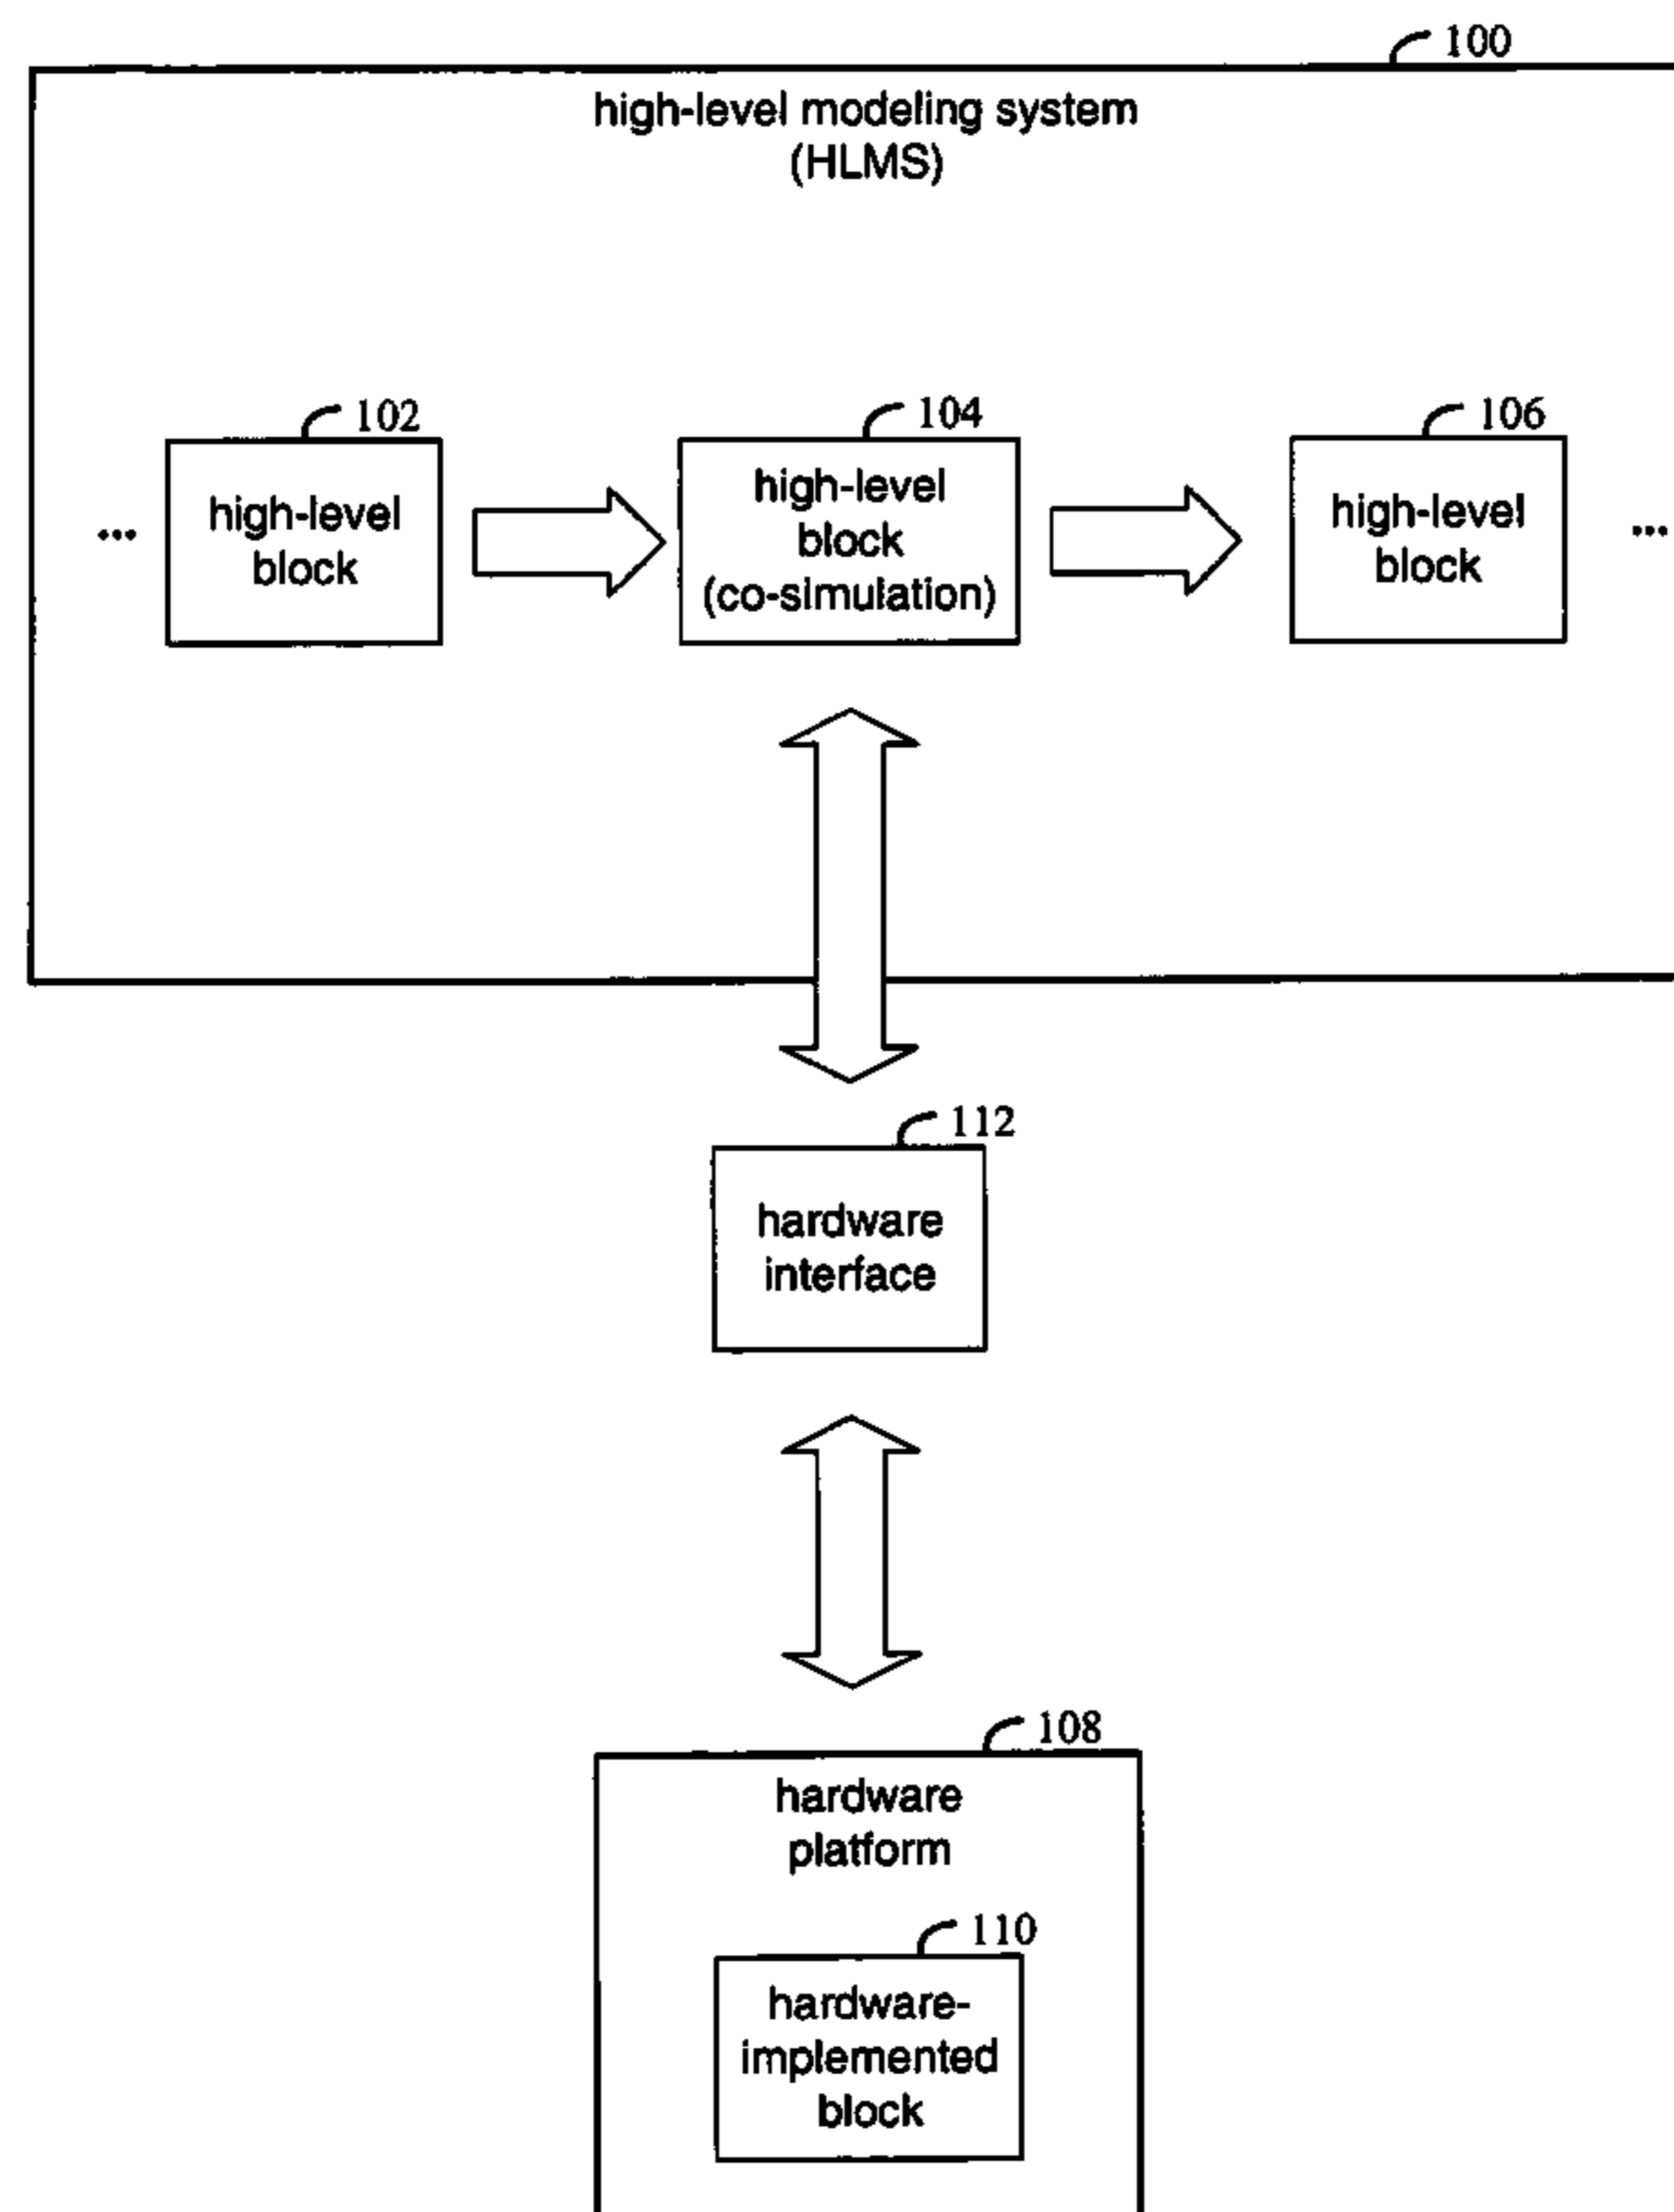 100
high-level modeling system
(HLMS)
102
104
106
...
high-level
block
high-level
block
(co-simulation)
high-level
block
...
112
hardware
interface
108
hardware
platform
110
hardware-
implemented
block